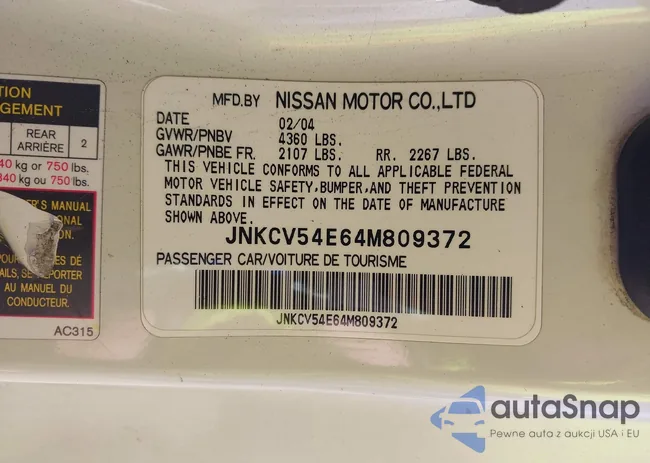 MFD.BY NISSAN MOTOR CO.,LTD
DATE 02/04
GVWR/PNBV 4360 LBS.
GAWR/PNBE FR. 2107 LBS. RR. 2267 LBS.
THIS VEHICLE CONFORMS TO ALL APPLICABLE FEDERAL
MOTOR VEHICLE SAFETY,BUMPER,AND THEFT PREVENTION
STANDARDS IN EFFECT ON THE DATE OF MANUFACTURE
SHOWN ABOVE.
JNKCV54E64M809372
PASSENGER CAR/VOITURE DE TOURISME
JNKCV54E64M809372
TION
GEMENT
REAR
ARRIÈRE 2
40 kg or 750 lbs.
340 kg ou 750 lbs.
R'S MANUAL
IONAL
TION.
DES
SE REPORTER
AU MANUEL DU
CONDUCTEUR.
AC315
autaSnap
Pewne auta z aukcji USA i EU